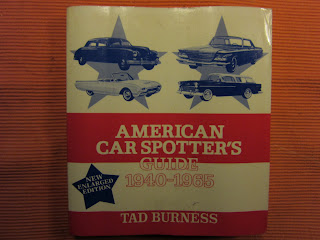 AMERICAN
CAR SPOTTER'S
GUIDE
1940-1965
NEW
ENLARGED
EDITION
TAD BURNESS